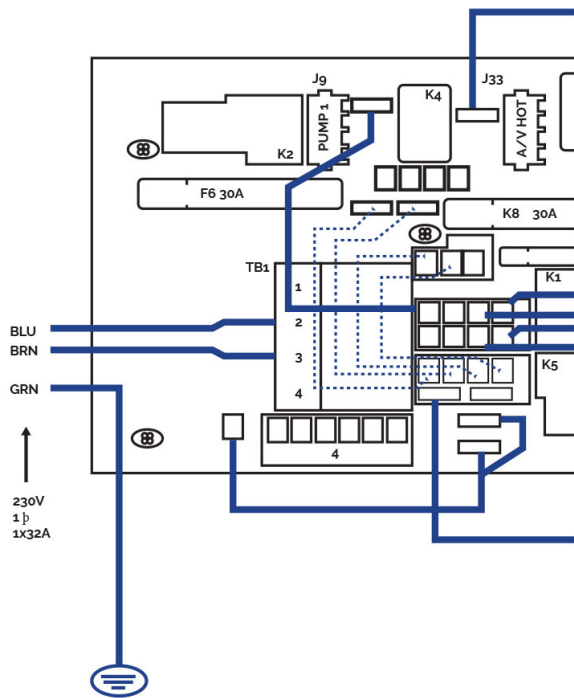 J9
J33
K4
PUMP 1
A/V HOT
K2
F6 30A
K8 30A
TB1
K1
1
BLU
2
BRN
3
K5
GRN
4
4
230V
1 þ
1x32A